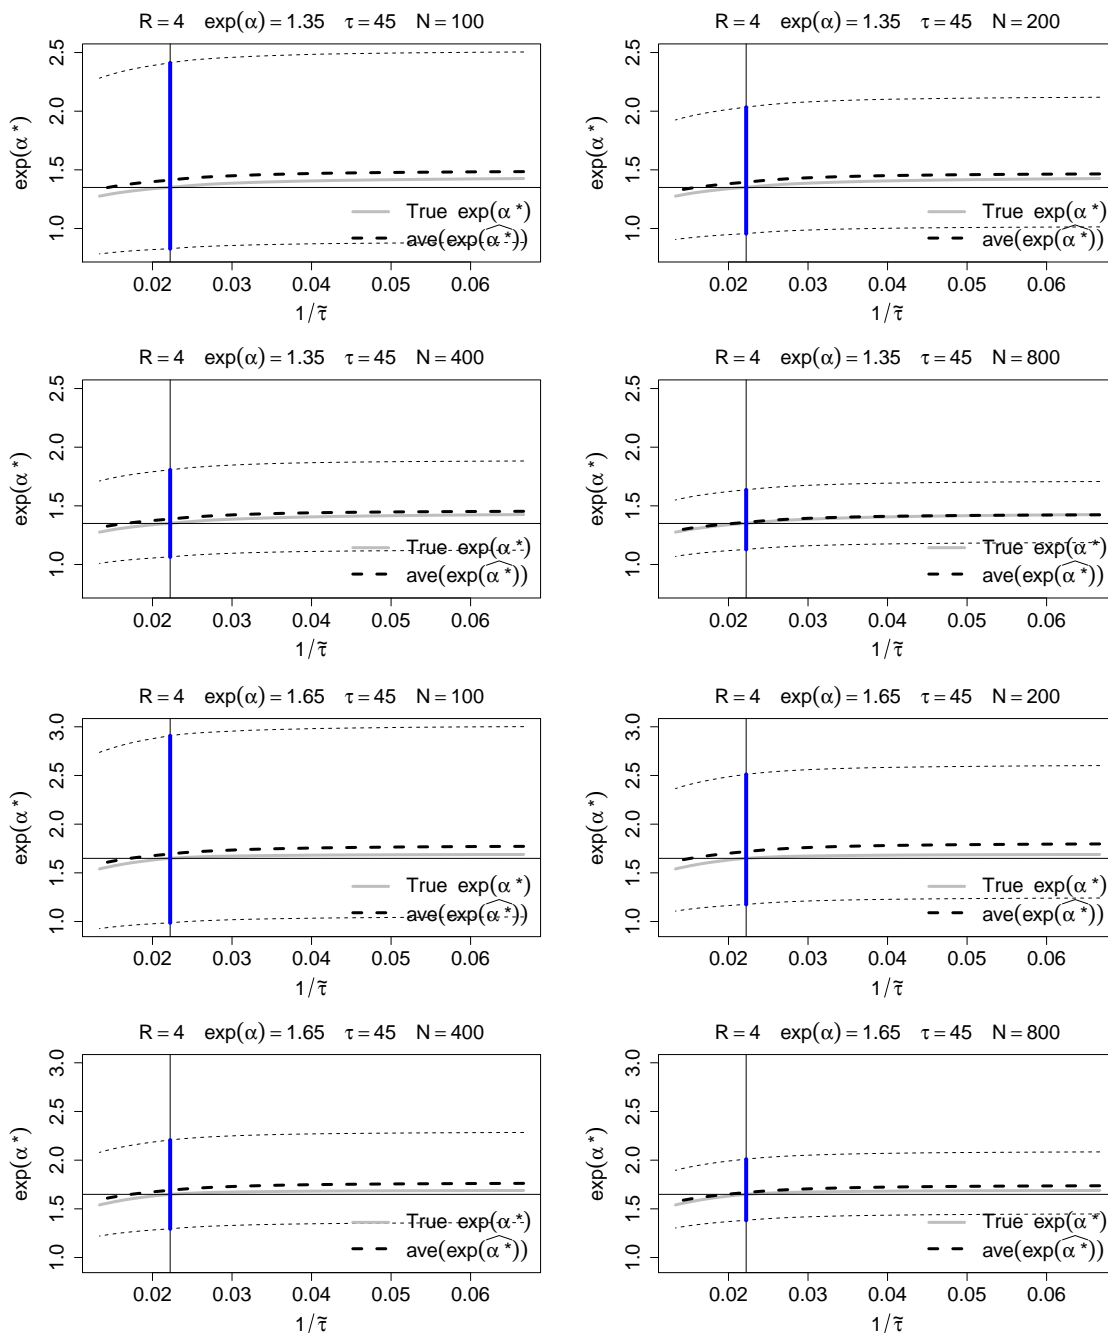 R = 4 exp(α) = 1.35 τ = 45 N = 100
exp(α*)
2.5
2.0
1.5
1.0
True exp(α*)
ave(exp(α̂*))
0.02 0.03 0.04 0.05 0.06
1/τ̃
R = 4 exp(α) = 1.35 τ = 45 N = 200
exp(α*)
2.5
2.0
1.5
1.0
True exp(α*)
ave(exp(α̂*))
0.02 0.03 0.04 0.05 0.06
1/τ̃
R = 4 exp(α) = 1.35 τ = 45 N = 400
exp(α*)
2.5
2.0
1.5
1.0
True exp(α*)
ave(exp(α̂*))
0.02 0.03 0.04 0.05 0.06
1/τ̃
R = 4 exp(α) = 1.35 τ = 45 N = 800
exp(α*)
2.5
2.0
1.5
1.0
True exp(α*)
ave(exp(α̂*))
0.02 0.03 0.04 0.05 0.06
1/τ̃
R = 4 exp(α) = 1.65 τ = 45 N = 100
exp(α*)
3.0
2.5
2.0
1.5
1.0
True exp(α*)
ave(exp(α̂*))
0.02 0.03 0.04 0.05 0.06
1/τ̃
R = 4 exp(α) = 1.65 τ = 45 N = 200
exp(α*)
3.0
2.5
2.0
1.5
1.0
True exp(α*)
ave(exp(α̂*))
0.02 0.03 0.04 0.05 0.06
1/τ̃
R = 4 exp(α) = 1.65 τ = 45 N = 400
exp(α*)
3.0
2.5
2.0
1.5
1.0
True exp(α*)
ave(exp(α̂*))
0.02 0.03 0.04 0.05 0.06
1/τ̃
R = 4 exp(α) = 1.65 τ = 45 N = 800
exp(α*)
3.0
2.5
2.0
1.5
1.0
True exp(α*)
ave(exp(α̂*))
0.02 0.03 0.04 0.05 0.06
1/τ̃